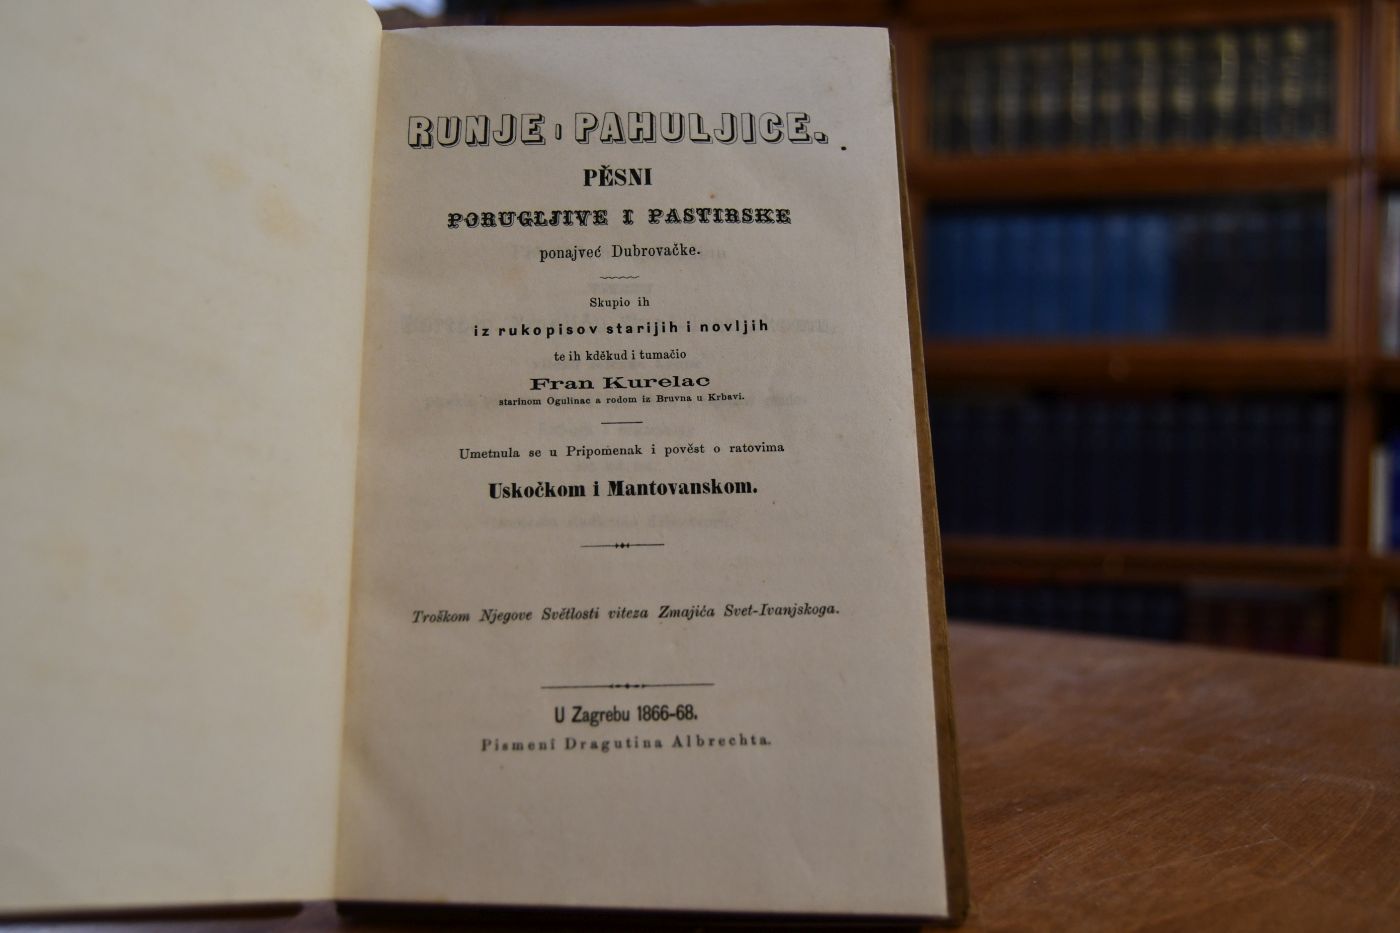 RUNJE I PAHULJICE.
PĚSNI
PORUGLJIVE I PASTIRSKE
ponajveć Dubrovačke.
Skupio ih
iz rukopisov starijih i novljih
te ih kděkud i tumačio
Fran Kurelac
starinom Ogulinac a rodom iz Bruvna u Krbavi.
Umetnula se u Pripomenak i pověst o ratovima
Uskočkom i Mantovanskom.
Troškom Njegove Světlosti viteza Zmajića Svet-Ivanjskoga.
U Zagrebu 1866-68.
Pismeni Dragutina Albrechta.